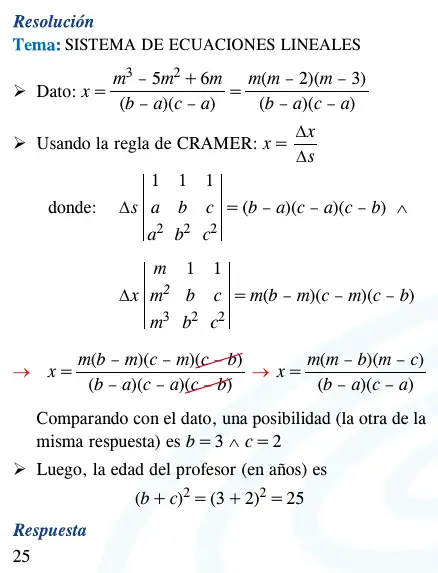 Resolución
Tema: SISTEMA DE ECUACIONES LINEALES
➢ Dato: x = (m³ – 5m² + 6m)/((b – a)(c – a)) = (m(m – 2)(m – 3))/((b – a)(c – a))
➢ Usando la regla de CRAMER: x = Δx/Δs
donde: Δs |1 1 1; a b c; a² b² c²| = (b – a)(c – a)(c – b) ∧
Δx |m 1 1; m² b c; m³ b² c²| = m(b – m)(c – m)(c – b)
→ x = (m(b – m)(c – m)(c – b))/((b – a)(c – a)(c – b)) → x = (m(m – b)(m – c))/((b – a)(c – a))
Comparando con el dato, una posibilidad (la otra de la
misma respuesta) es b = 3 ∧ c = 2
➢ Luego, la edad del profesor (en años) es
(b + c)² = (3 + 2)² = 25
Respuesta
25